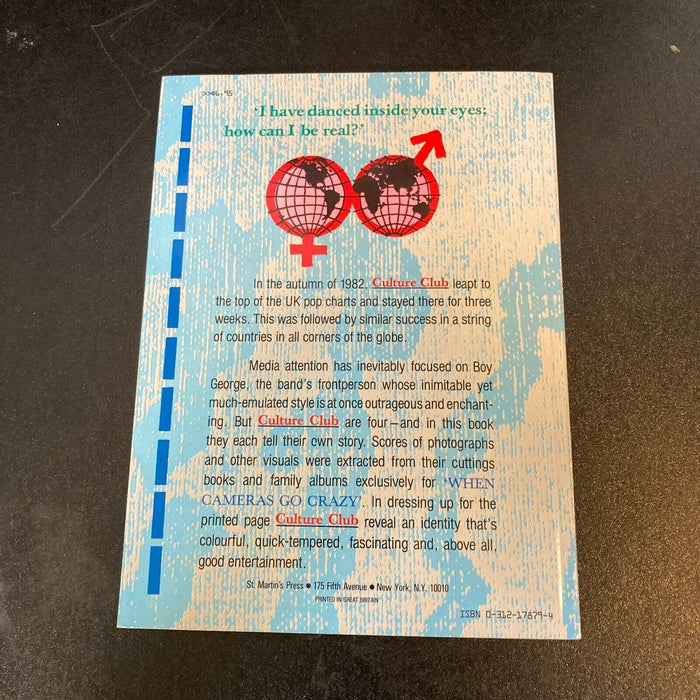 >>$6.95
'I have danced inside your eyes;
how can I be real?'
In the autumn of 1982, Culture Club leapt to
the top of the UK pop charts and stayed there for three
weeks. This was followed by similar success in a string
of countries in all corners of the globe.
Media attention has inevitably focused on Boy
George, the band's frontperson whose inimitable yet
much-emulated style is at once outrageous and enchant-
ing. But Culture Club are four—and in this book
they each tell their own story. Scores of photographs
and other visuals were extracted from their cuttings
books and family albums exclusively for 'WHEN
CAMERAS GO CRAZY'. In dressing up for the
printed page Culture Club reveal an identity that's
colourful, quick-tempered, fascinating and, above all,
good entertainment.
St. Martin's Press ● 175 Fifth Avenue ● New York, N.Y. 10010
PRINTED IN GREAT BRITAIN
ISBN 0-312-17879-4